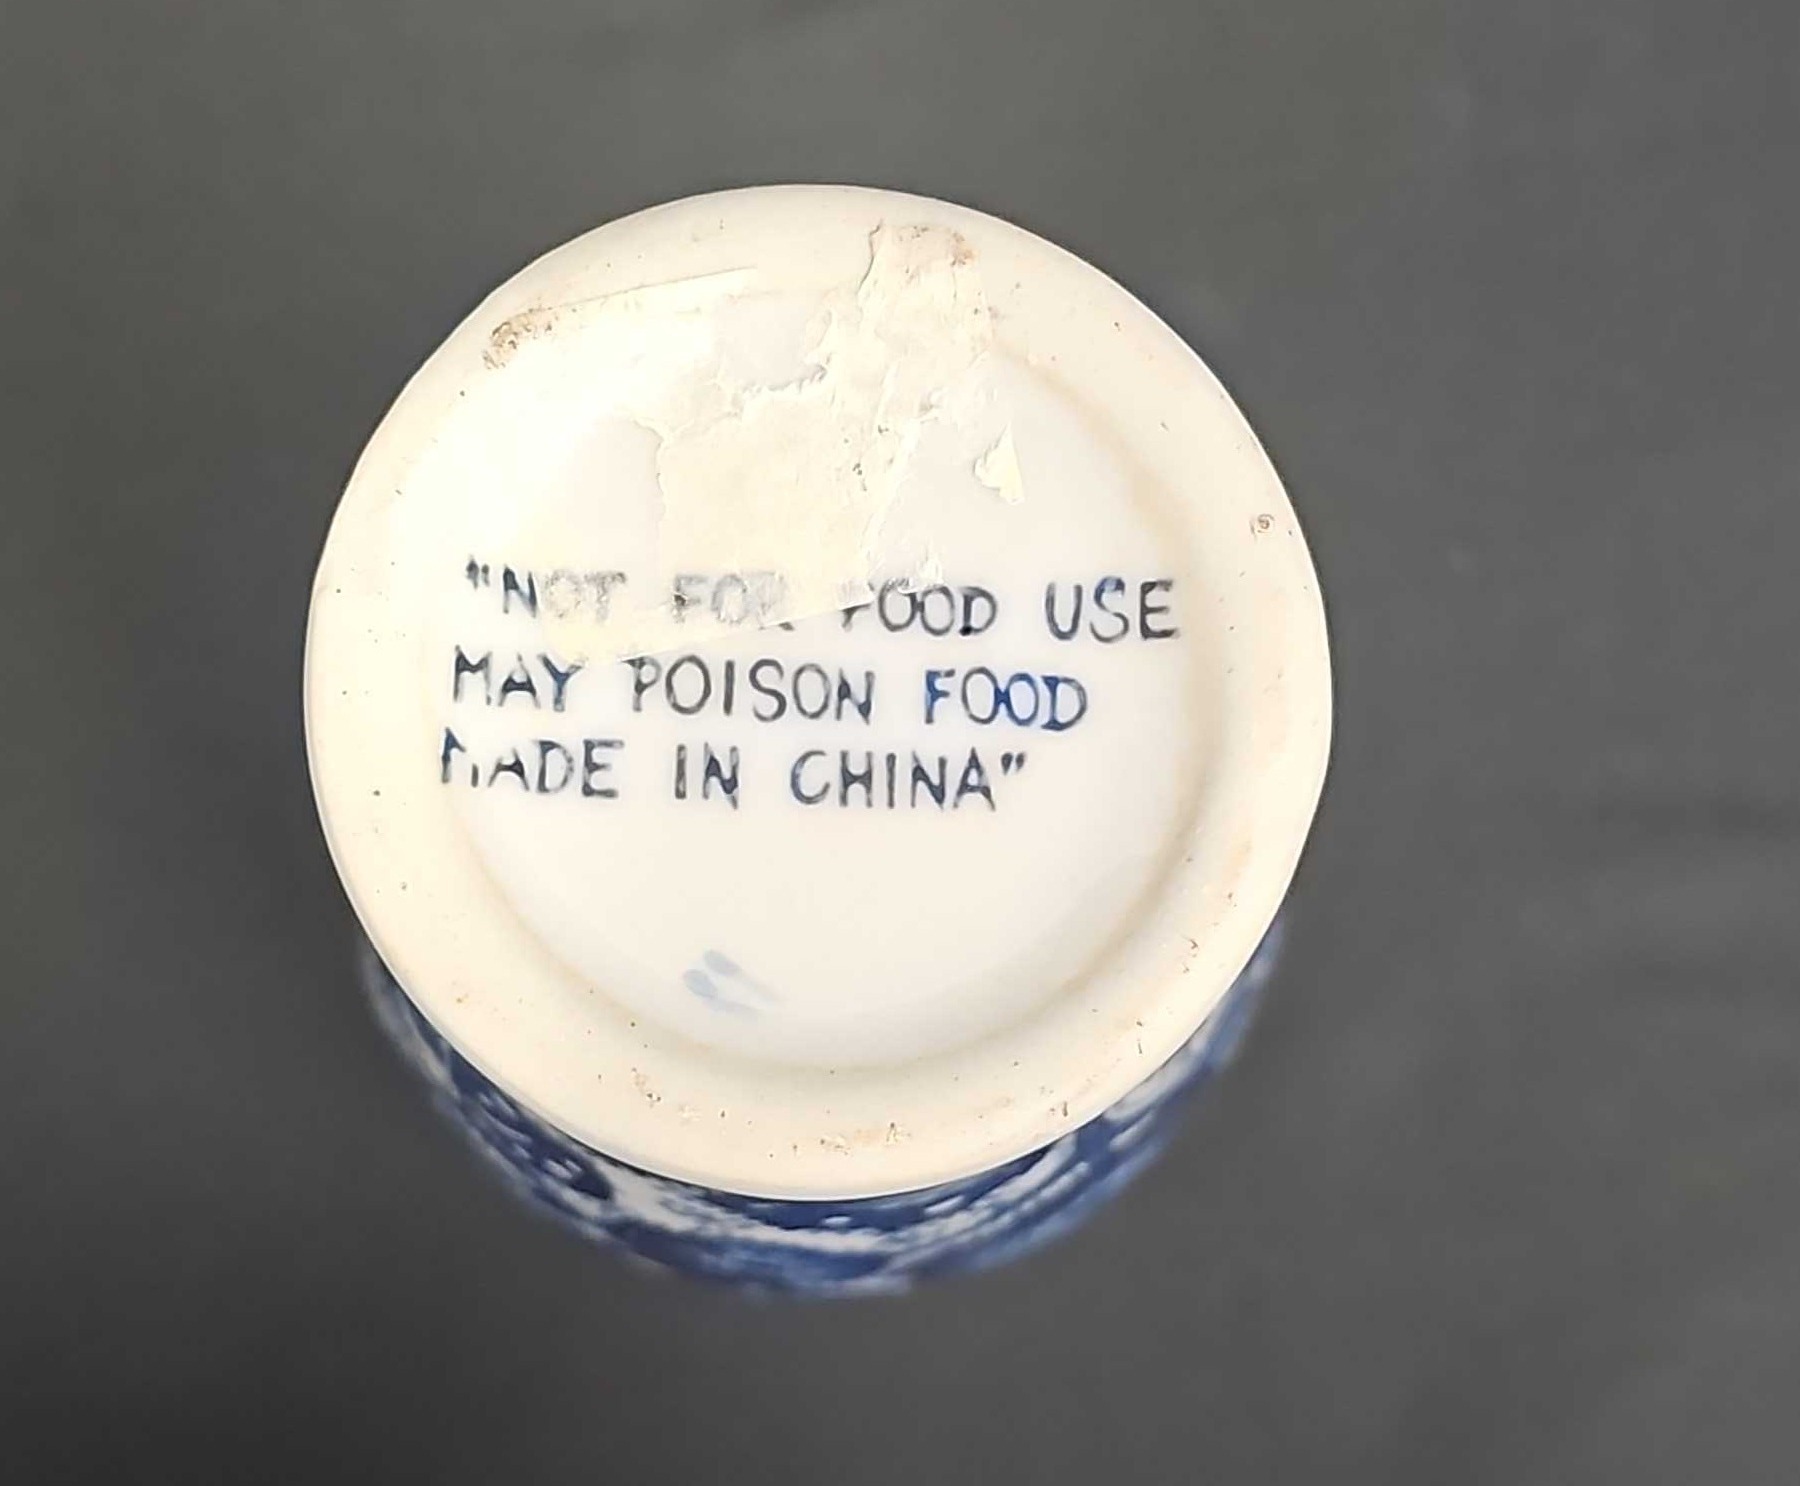 "NOT FOR FOOD USE
MAY POISON FOOD
MADE IN CHINA"